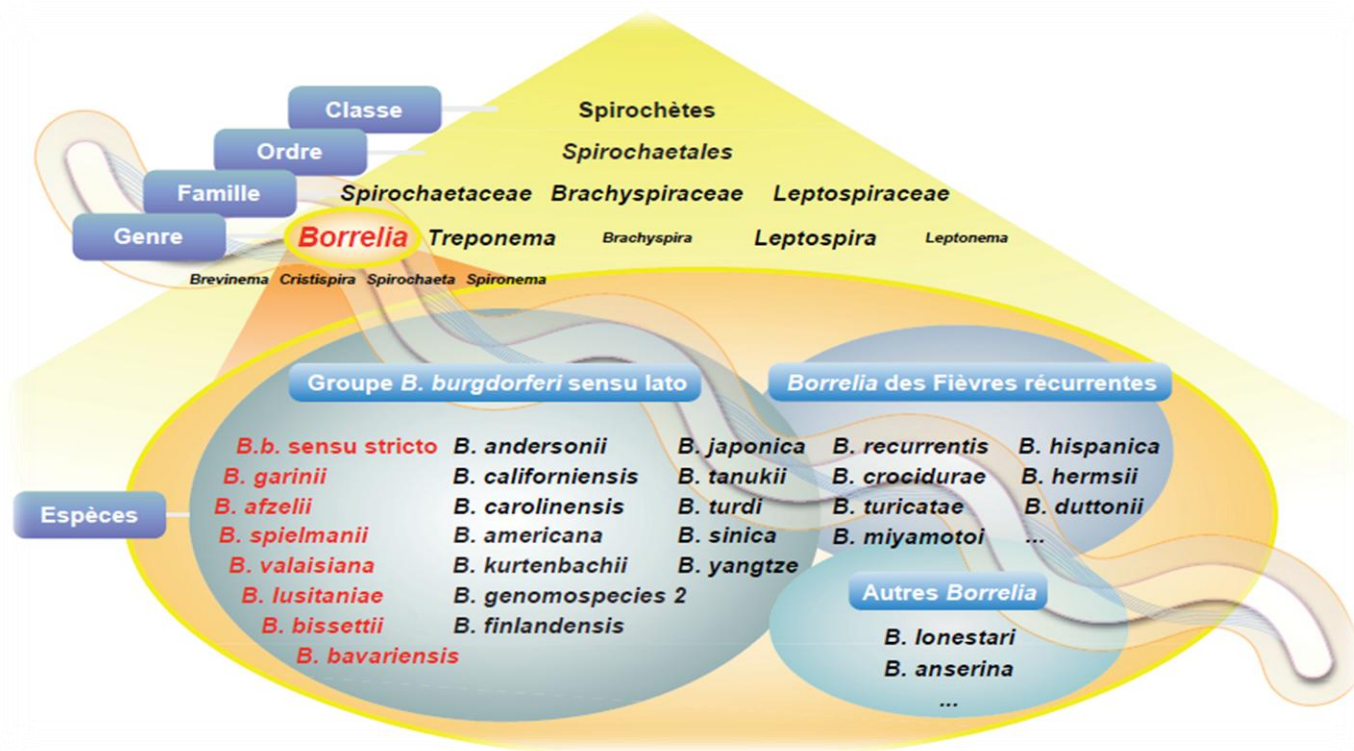 Classe Spirochètes
Ordre Spirochaetales
Famille Spirochaetaceae Brachyspiraceae Leptospiraceae
Genre Borrelia Treponema Brachyspira Leptospira Leptonema
Brevinema Cristispira Spirochaeta Spironema
Groupe B. burgdorferi sensu lato
Borrelia des Fièvres récurrentes
Espèces
B.b. sensu stricto B. andersonii B. japonica B. recurrentis B. hispanica
B. garinii B. californiensis B. tanukii B. crocidurae B. hermsii
B. afzelii B. carolinensis B. turdi B. turicatae B. duttonii
B. spielmanii B. americana B. sinica B. miyamotoi ...
B. valaisiana B. kurtenbachii B. yangtze
B. lusitaniae B. genomospecies 2
B. bissettii B. finlandensis
B. bavariensis
Autres Borrelia
B. lonestari
B. anserina
...